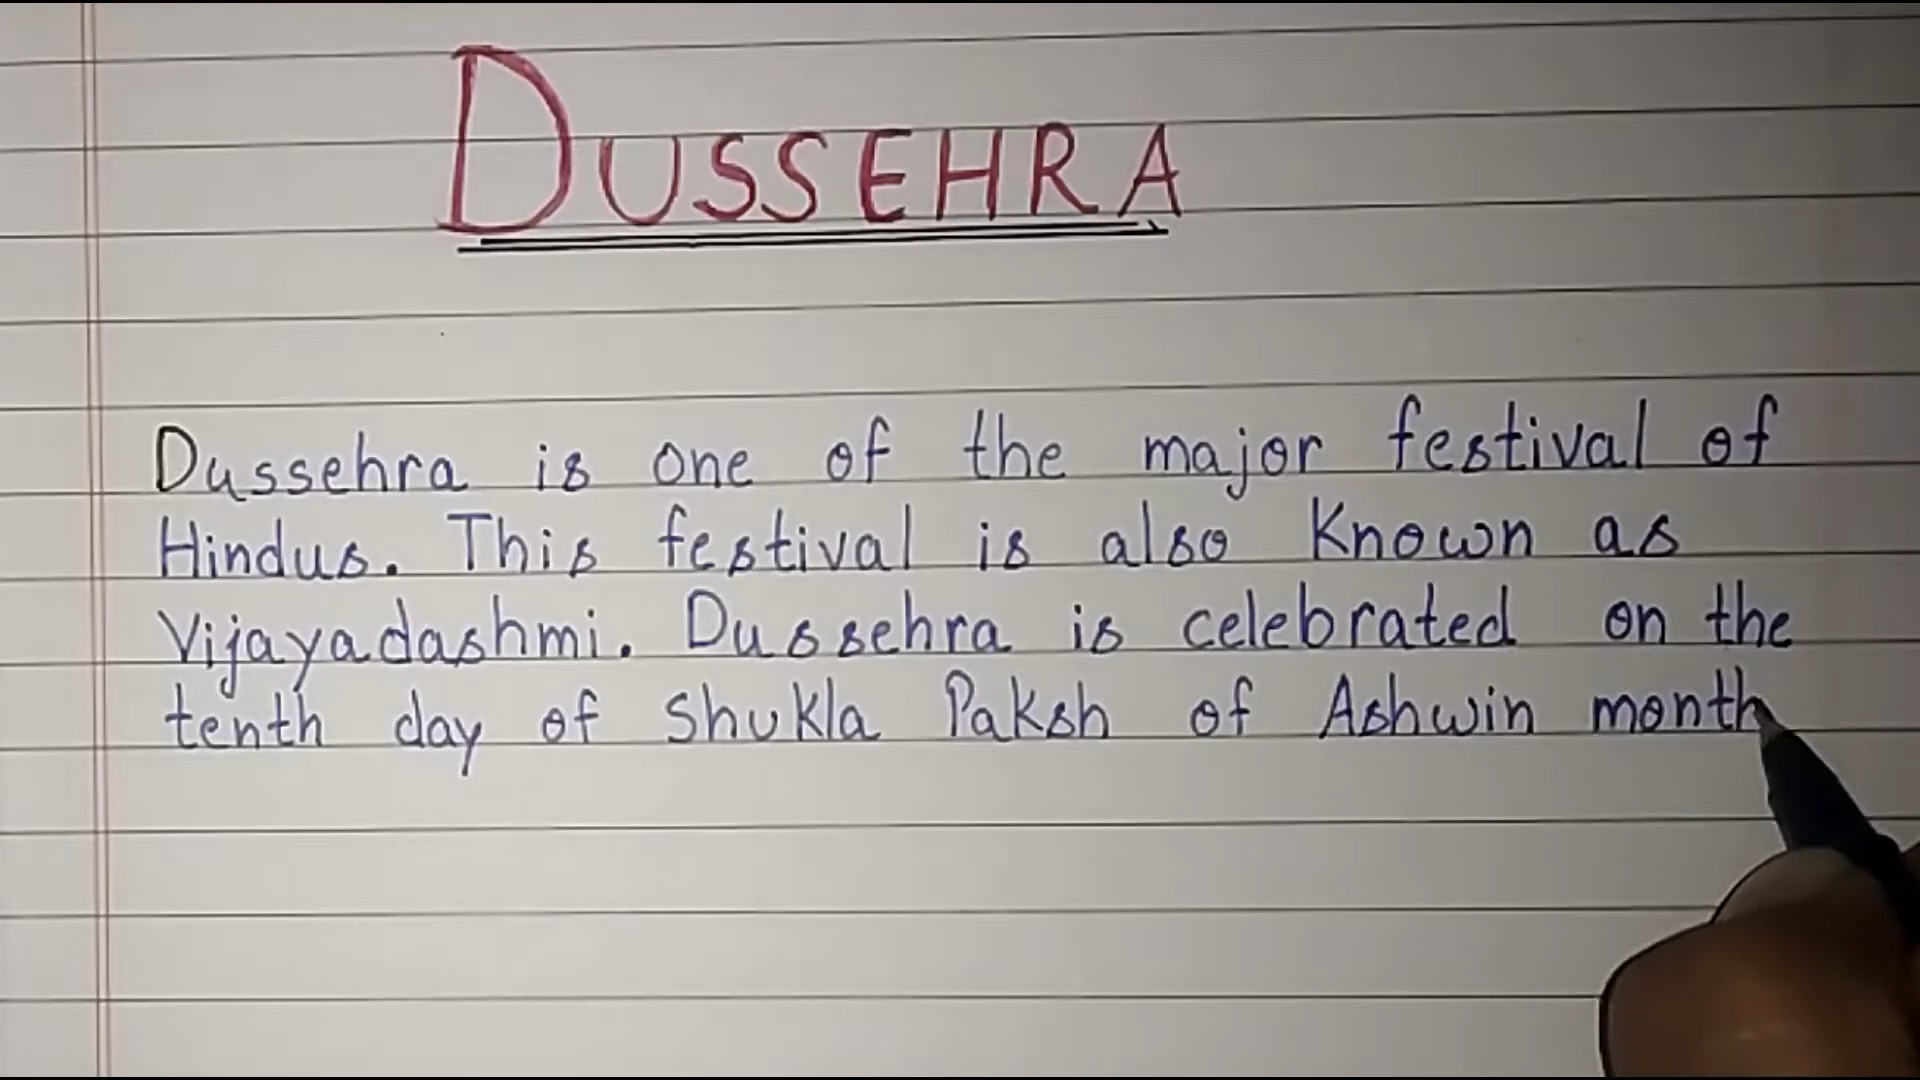 DUSSEHRA
Dussehra is one of the major festival of
Hindus. This festival is also Known as
Vijayadashmi. Dussehra is celebrated on the
tenth day of Shukla Paksh of Ashwin month